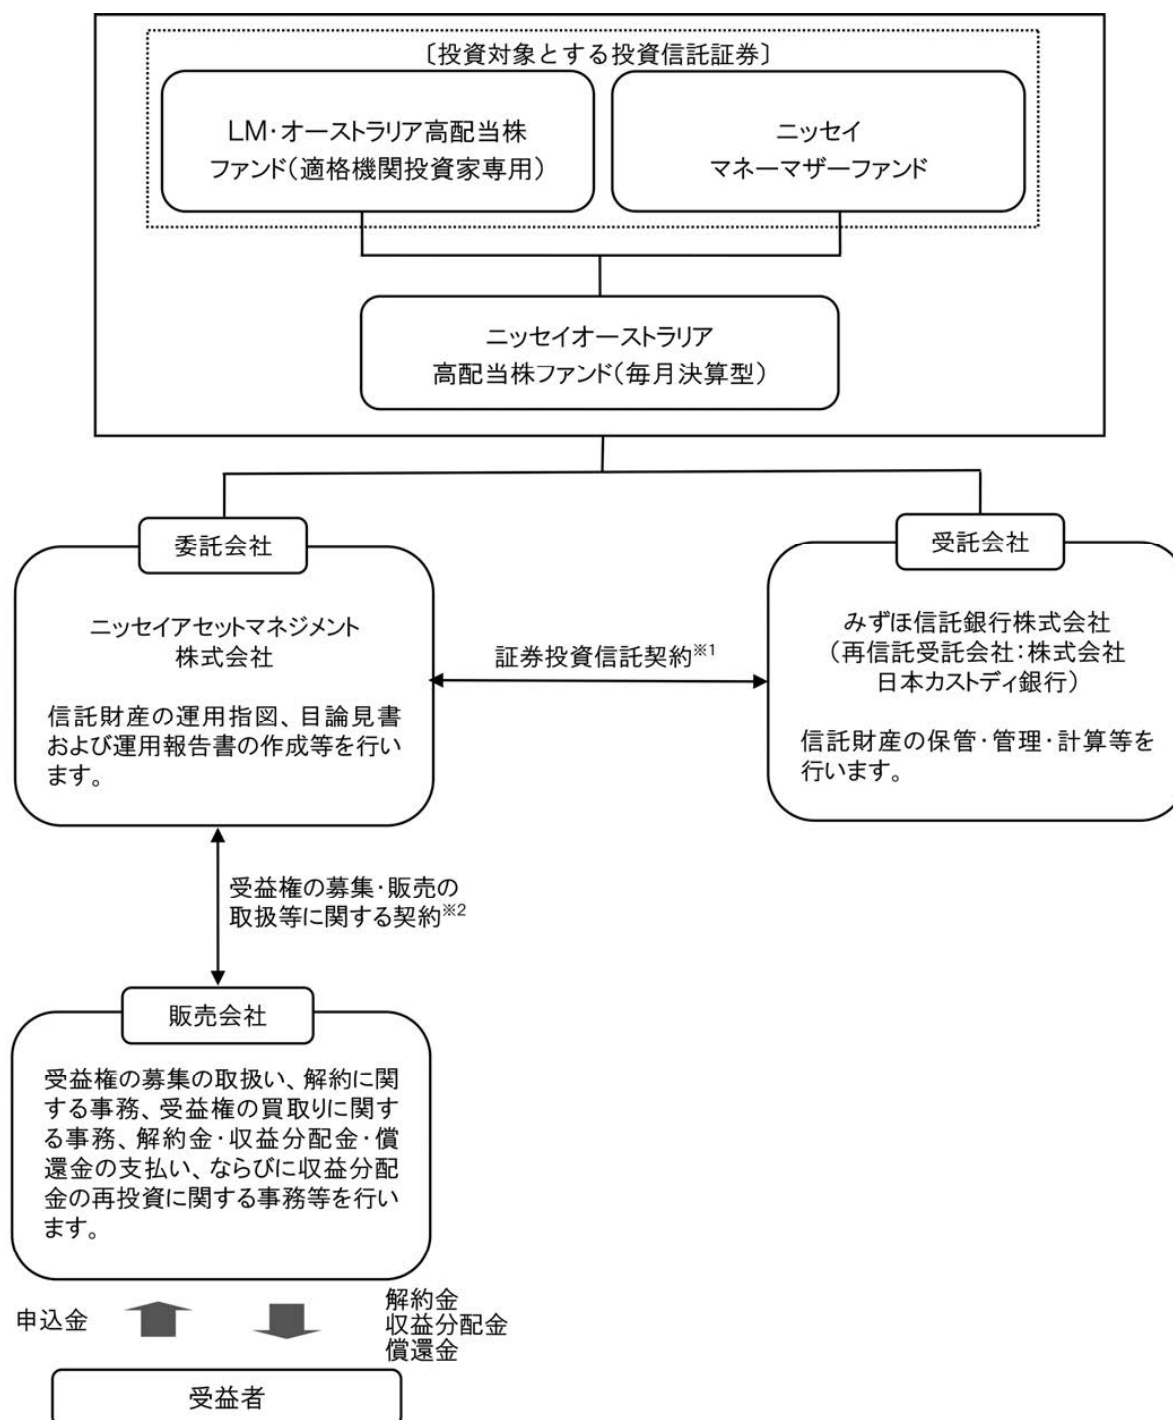 〔投資対象とする投資信託証券〕
LM・オーストラリア高配当株
ファンド（適格機関投資家専用）
ニッセイ
マネーマザーファンド
ニッセイオーストラリア
高配当株ファンド（毎月決算型）
委託会社
ニッセイアセットマネジメント
株式会社
信託財産の運用指図、目論見書
および運用報告書の作成等を行い
ます。
証券投資信託契約※1
受託会社
みずほ信託銀行株式会社
（再信託受託会社：株式会社
日本カストディ銀行）
信託財産の保管・管理・計算等を
行います。
受益権の募集・販売の
取扱等に関する契約※2
販売会社
受益権の募集の取扱い、解約に関
する事務、受益権の買取りに関す
る事務、解約金・収益分配金・償
還金の支払い、ならびに収益分配
金の再投資に関する事務等を行い
ます。
申込金
解約金
収益分配金
償還金
受益者